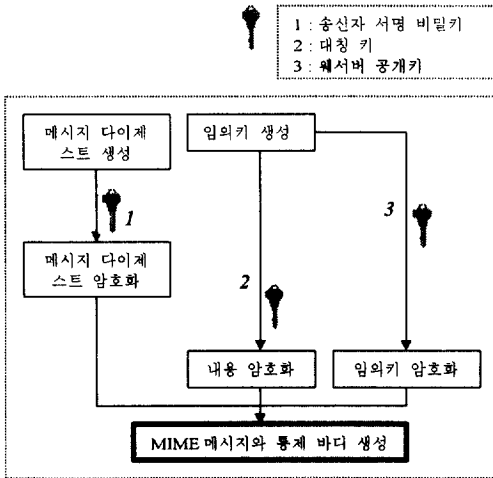 1 : 송신자 서명 비밀키
2 : 대칭 키
3 : 웹서버 공개키
메시지 다이제
스트 생성
임의키 생성
1
3
메시지 다이제
스트 암호화
2
내용 암호화
임의키 암호화
MIME 메시지와 통제 바디 생성